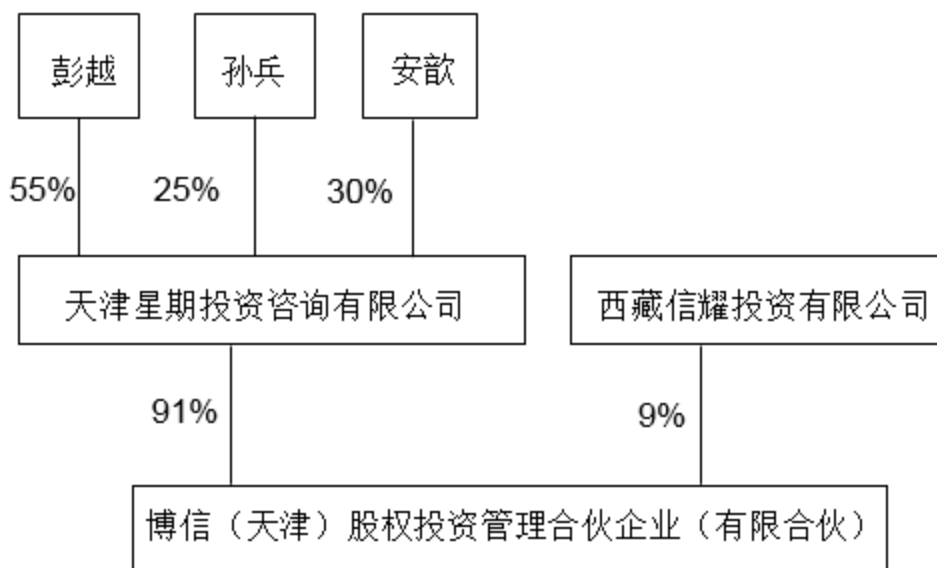 彭越
孙兵
安歆
55%
25%
30%
天津星期投资咨询有限公司
西藏信耀投资有限公司
91%
9%
博信（天津）股权投资管理合伙企业（有限合伙）